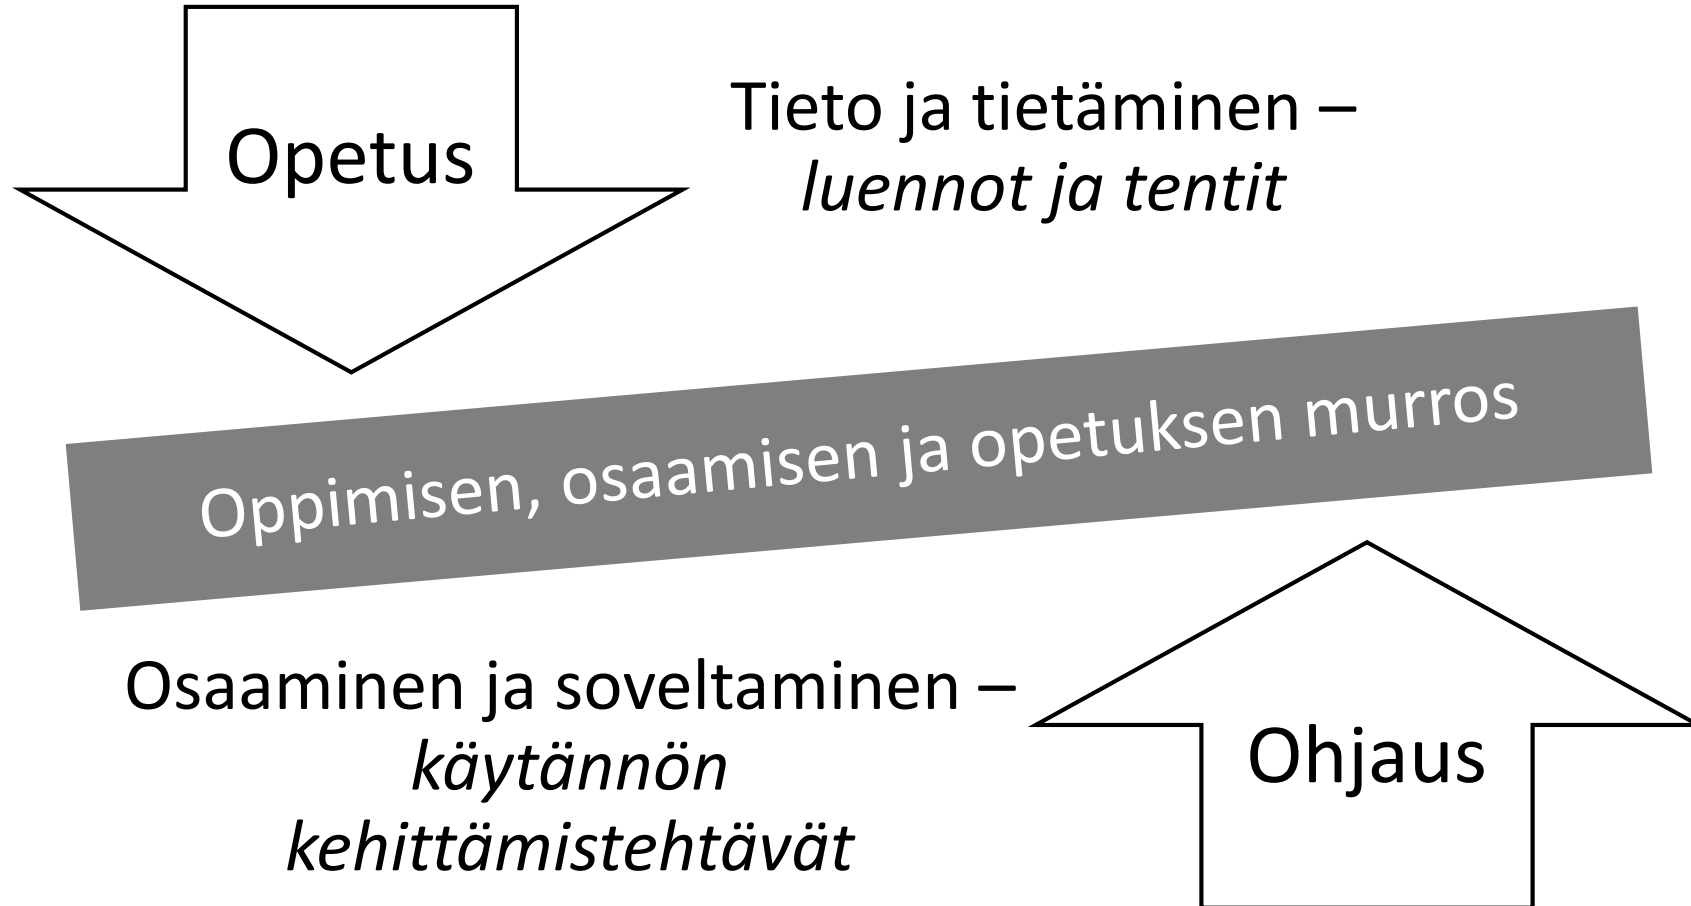 Opetus
Tieto ja tietäminen –
luennot ja tentit
Oppimisen, osaamisen ja opetuksen murros
Osaaminen ja soveltaminen –
käytännön
kehittämistehtävät
Ohjaus